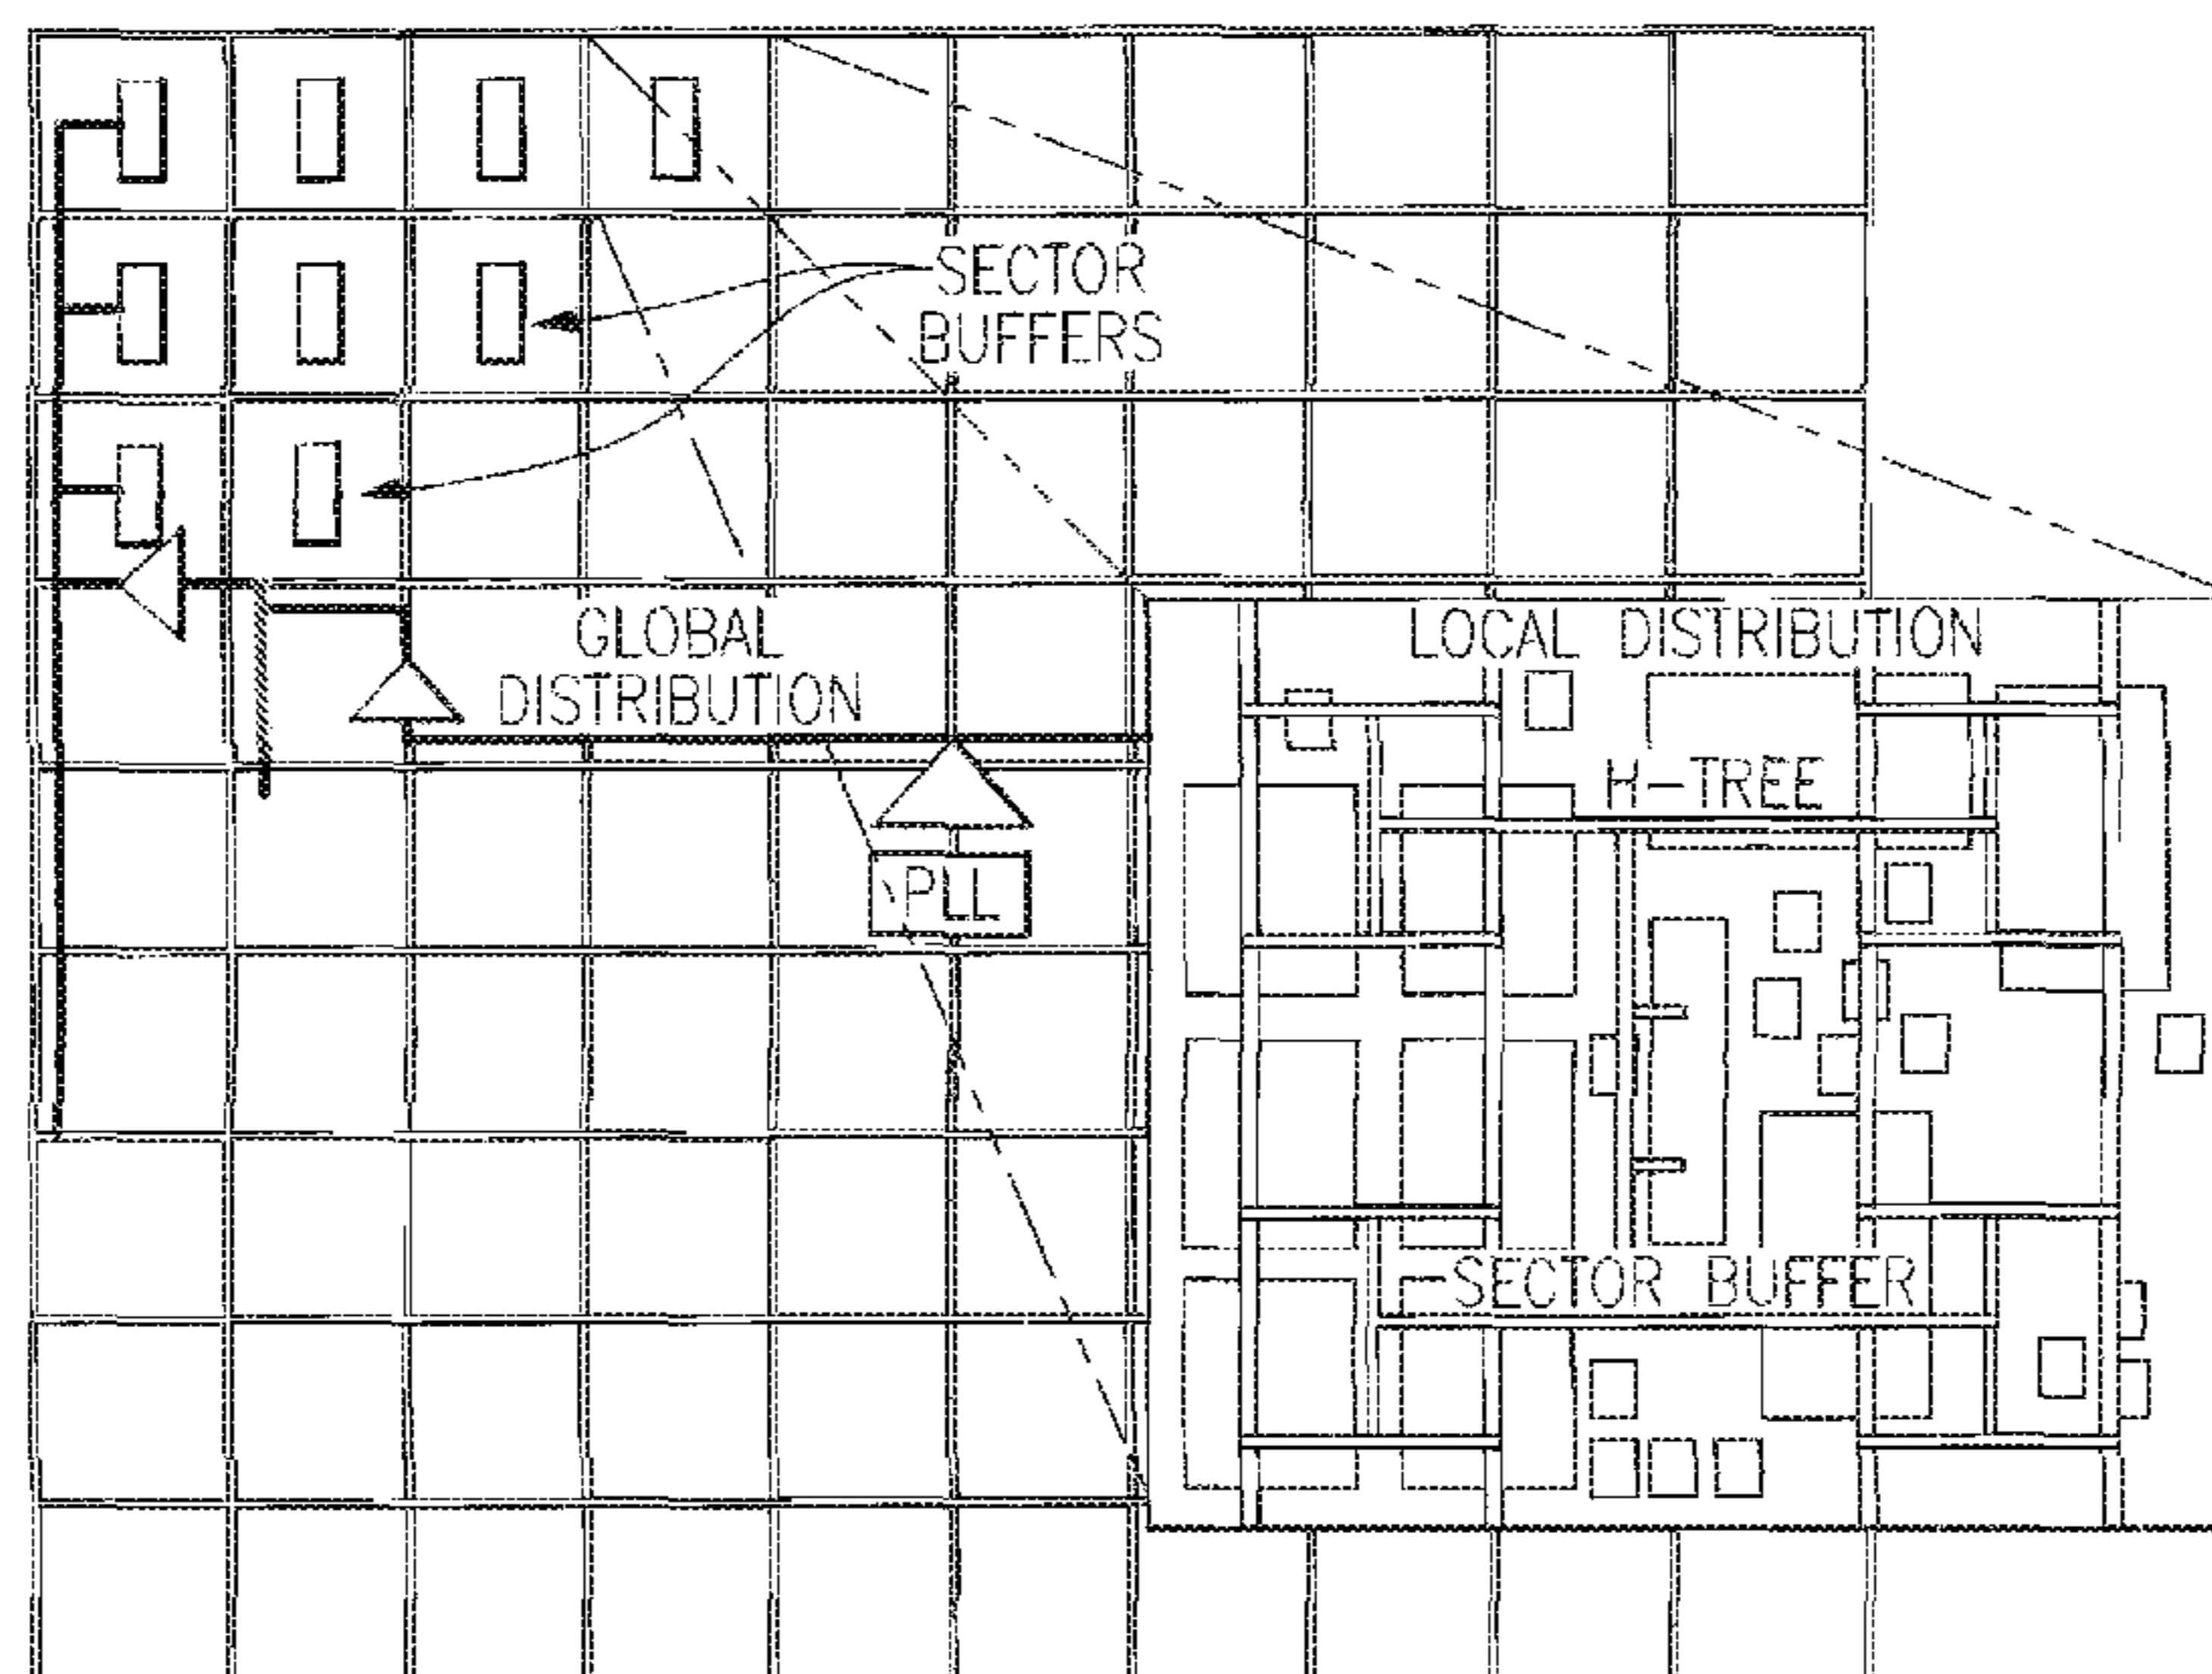 SECTOR
BUFFERS
GLOBAL
DISTRIBUTION
LOCAL DISTRIBUTION
H-TREE
PLL
SECTOR BUFFER